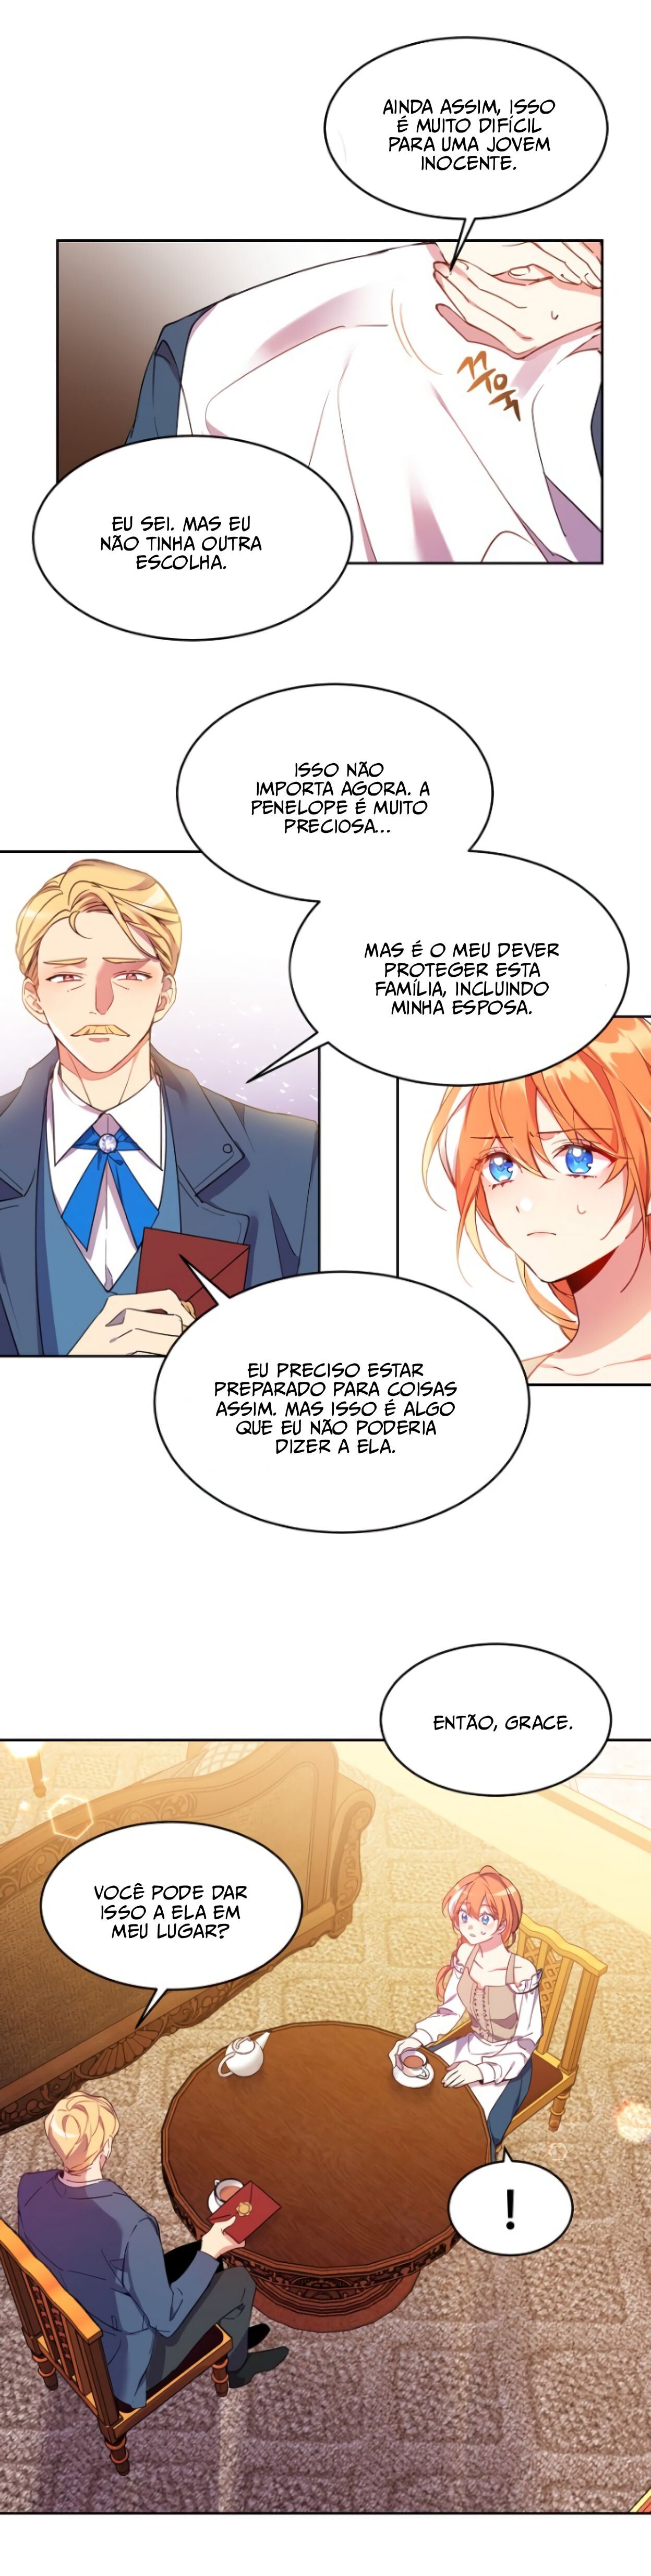 AINDA ASSIM, ISSO
É MUITO DIFÍCIL
PARA UMA JOVEM
INOCENTE.
EU SEI. MAS EU
NÃO TINHA OUTRA
ESCOLHA.
ISSO NÃO
IMPORTA AGORA. A
PENELOPE É MUITO
PRECIOSA...
MAS É O MEU DEVER
PROTEGER ESTA
FAMÍLIA, INCLUINDO
MINHA ESPOSA.
EU PRECISO ESTAR
PREPARADO PARA COISAS
ASSIM. MAS ISSO É ALGO
QUE EU NÃO PODERIA
DIZER A ELA.
ENTÃO, GRACE.
VOCÊ PODE DAR
ISSO A ELA EM
MEU LUGAR?
!